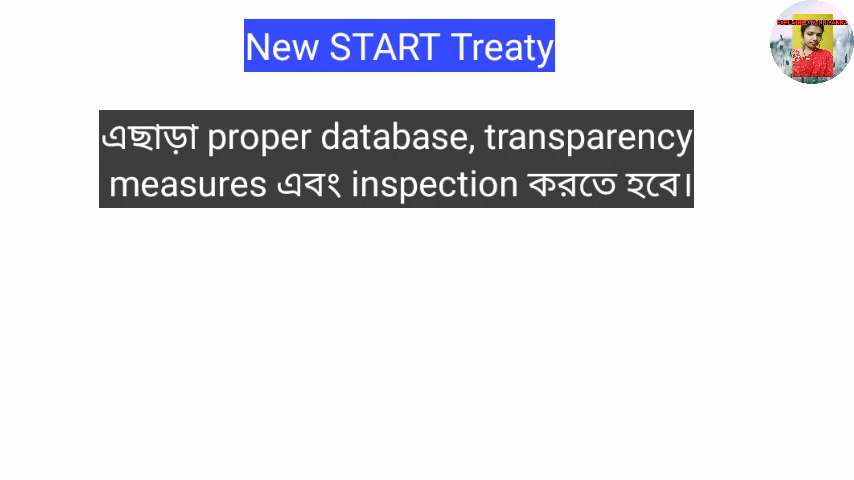 New START Treaty
এছাড়া proper database, transparency
measures এবং inspection করতে হবে।